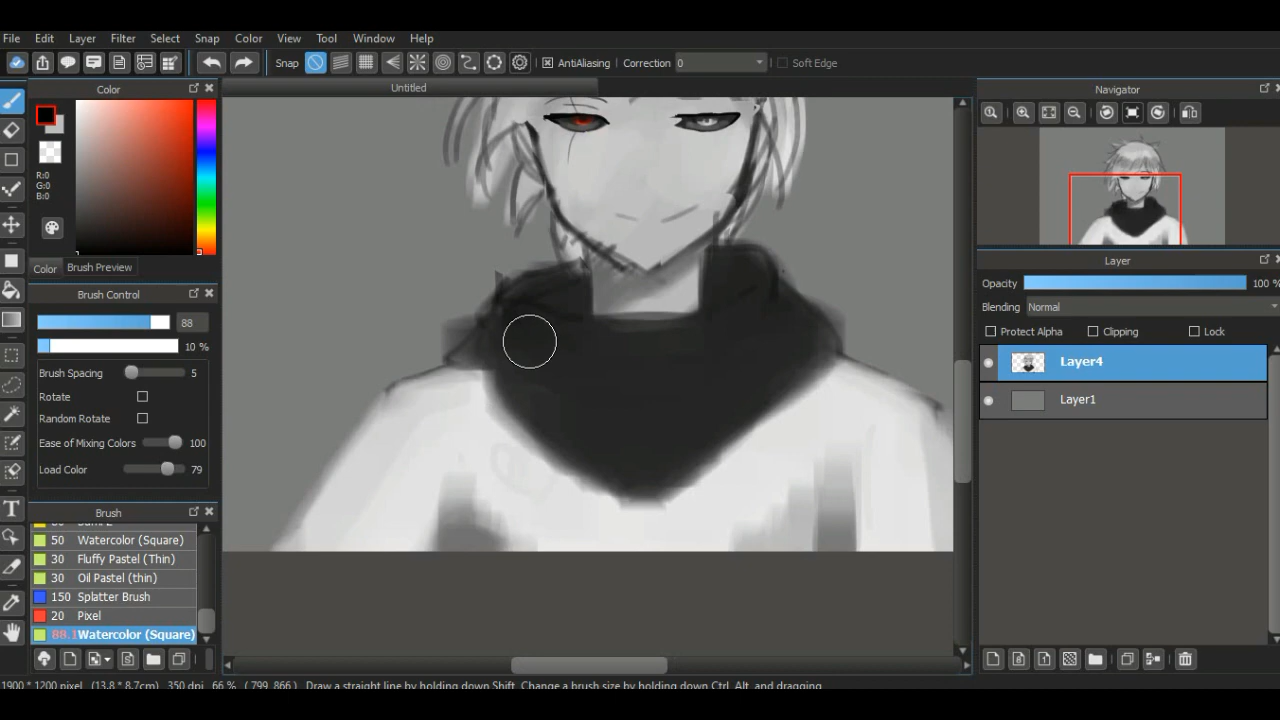 File Edit Layer Filter Select Snap Color View Tool Window Help
Snap AntiAliasing Correction 0 Soft Edge
Color
Untitled
Navigator
R:0
G:0
B:0
Color Brush Preview
Brush Control
88
10 %
Brush Spacing 5
Rotate
Random Rotate
Ease of Mixing Colors 100
Load Color 79
Brush
50 Watercolor (Square)
30 Fluffy Pastel (Thin)
30 Oil Pastel (thin)
150 Splatter Brush
20 Pixel
Watercolor (Square)
Layer
Opacity 100 %
Blending Normal
Protect Alpha Clipping Lock
Layer4
Layer1
1900 * 1200 pixel (13.8 * 8.7cm) 350 dpi 66 % (799, 866) Draw a straight line by holding down Shift, Change a brush size by holding down Ctrl, Alt, and dragging